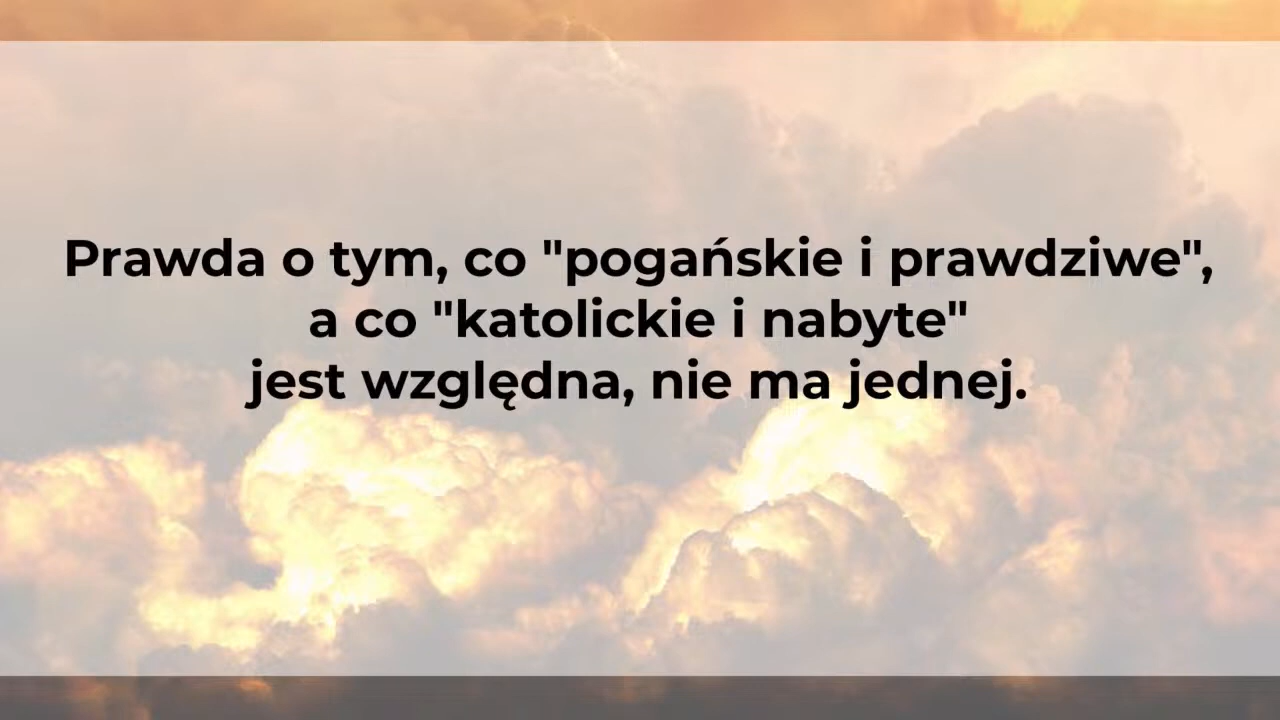 Prawda o tym, co "pogańskie i prawdziwe",
a co "katolickie i nabyte"
jest względna, nie ma jednej.